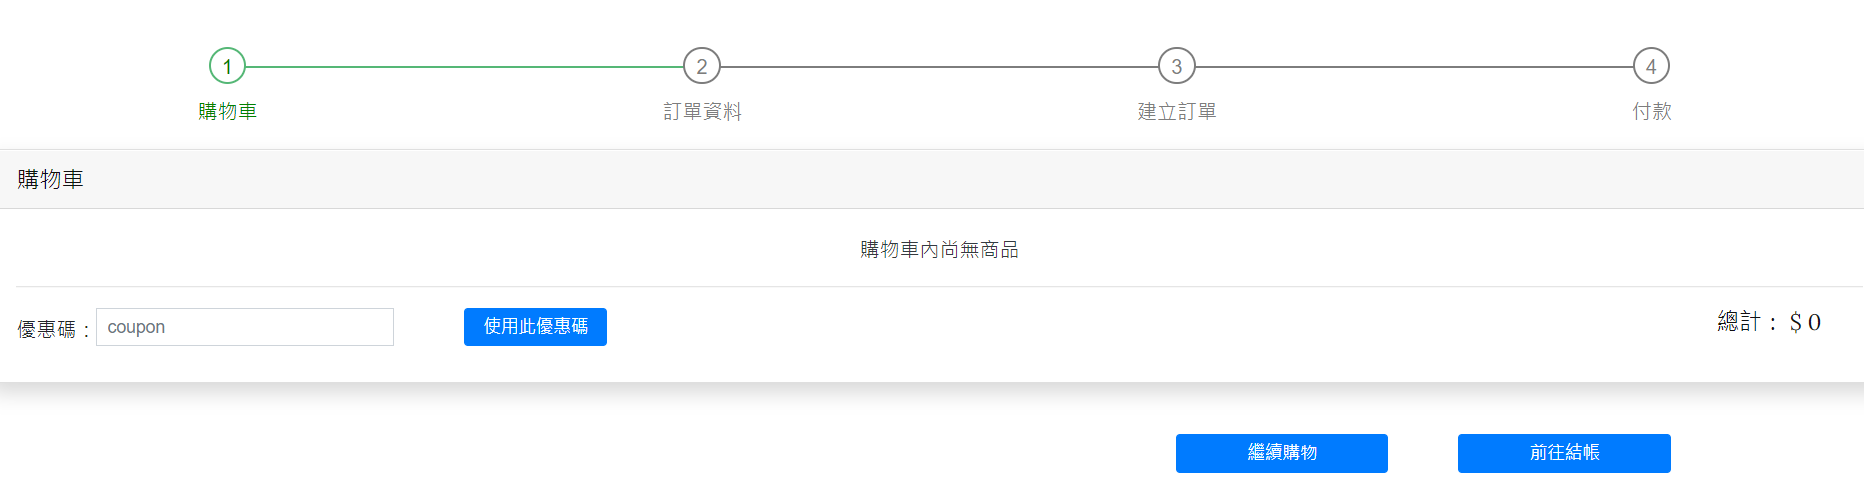 1 2 3 4
購物車 訂單資料 建立訂單 付款
購物車
購物車內尚無商品
優惠碼： coupon 使用此優惠碼 總計： $ 0
繼續購物 前往結帳